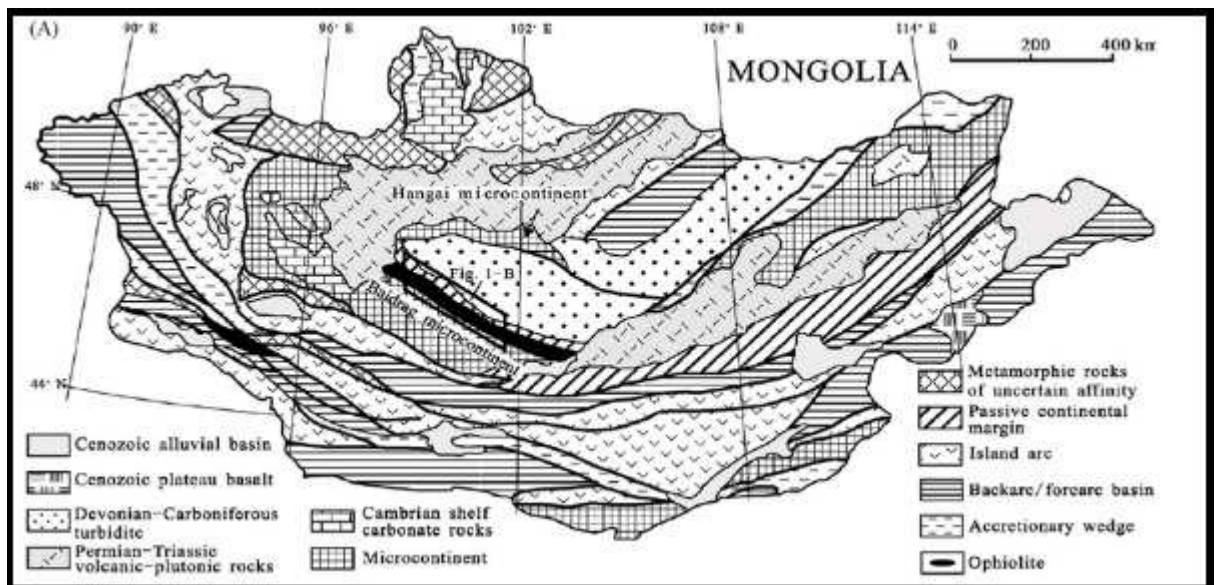 (A)
90° E
96° E
102° E
108° E
114° E
0 200 400 km
MONGOLIA
48° N
Hangai microcontinent
Fig. 1-B
Baidrag microcontinent
44° N
Cenozoic alluvial basin
Cenozoic plateau basalt
Devonian-Carboniferous
turbidite
Permian-Triassic
volcanic-plutonic rocks
Cambrian shelf
carbonate rocks
Microcontinent
Metamorphic rocks
of uncertain affinity
Passive continental
margin
Island arc
Backarc/forearc basin
Accretionary wedge
Ophiolite